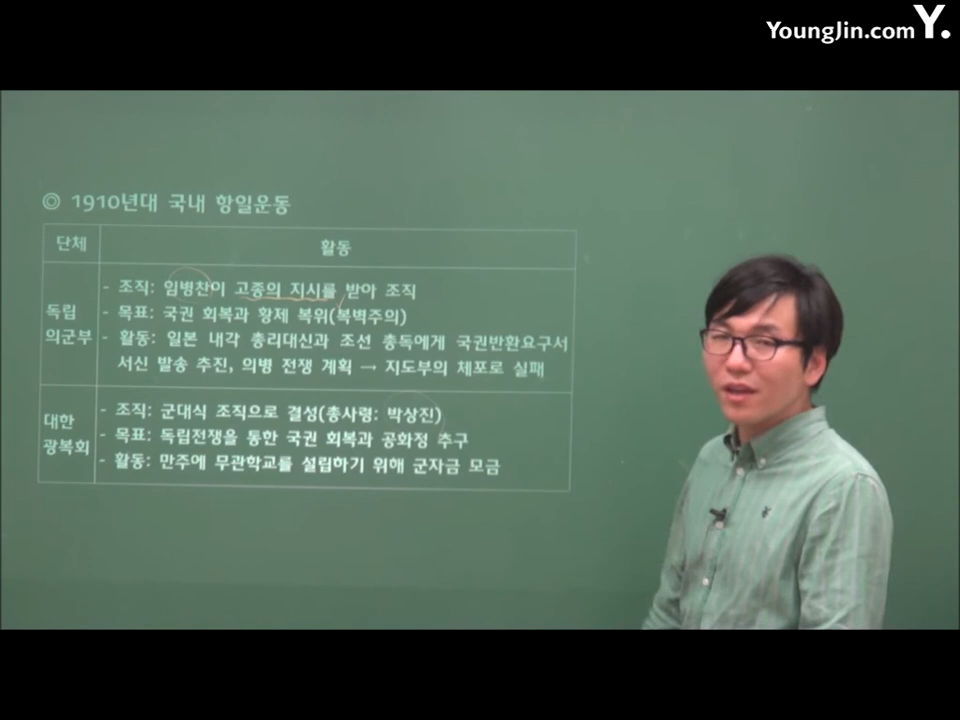 YoungJin.com Y.
◎ 1910년대 국내 항일운동
단체 활동
독립
의군부
- 조직: 임병찬이 고종의 지시를 받아 조직
- 목표: 국권 회복과 황제 복위(복벽주의)
- 활동: 일본 내각 총리대신과 조선 총독에게 국권반환요구서
서신 발송 추진, 의병 전쟁 계획 → 지도부의 체포로 실패
대한
광복회
- 조직: 군대식 조직으로 결성(총사령: 박상진)
- 목표: 독립전쟁을 통한 국권 회복과 공화정 추구
- 활동: 만주에 무관학교를 설립하기 위해 군자금 모금